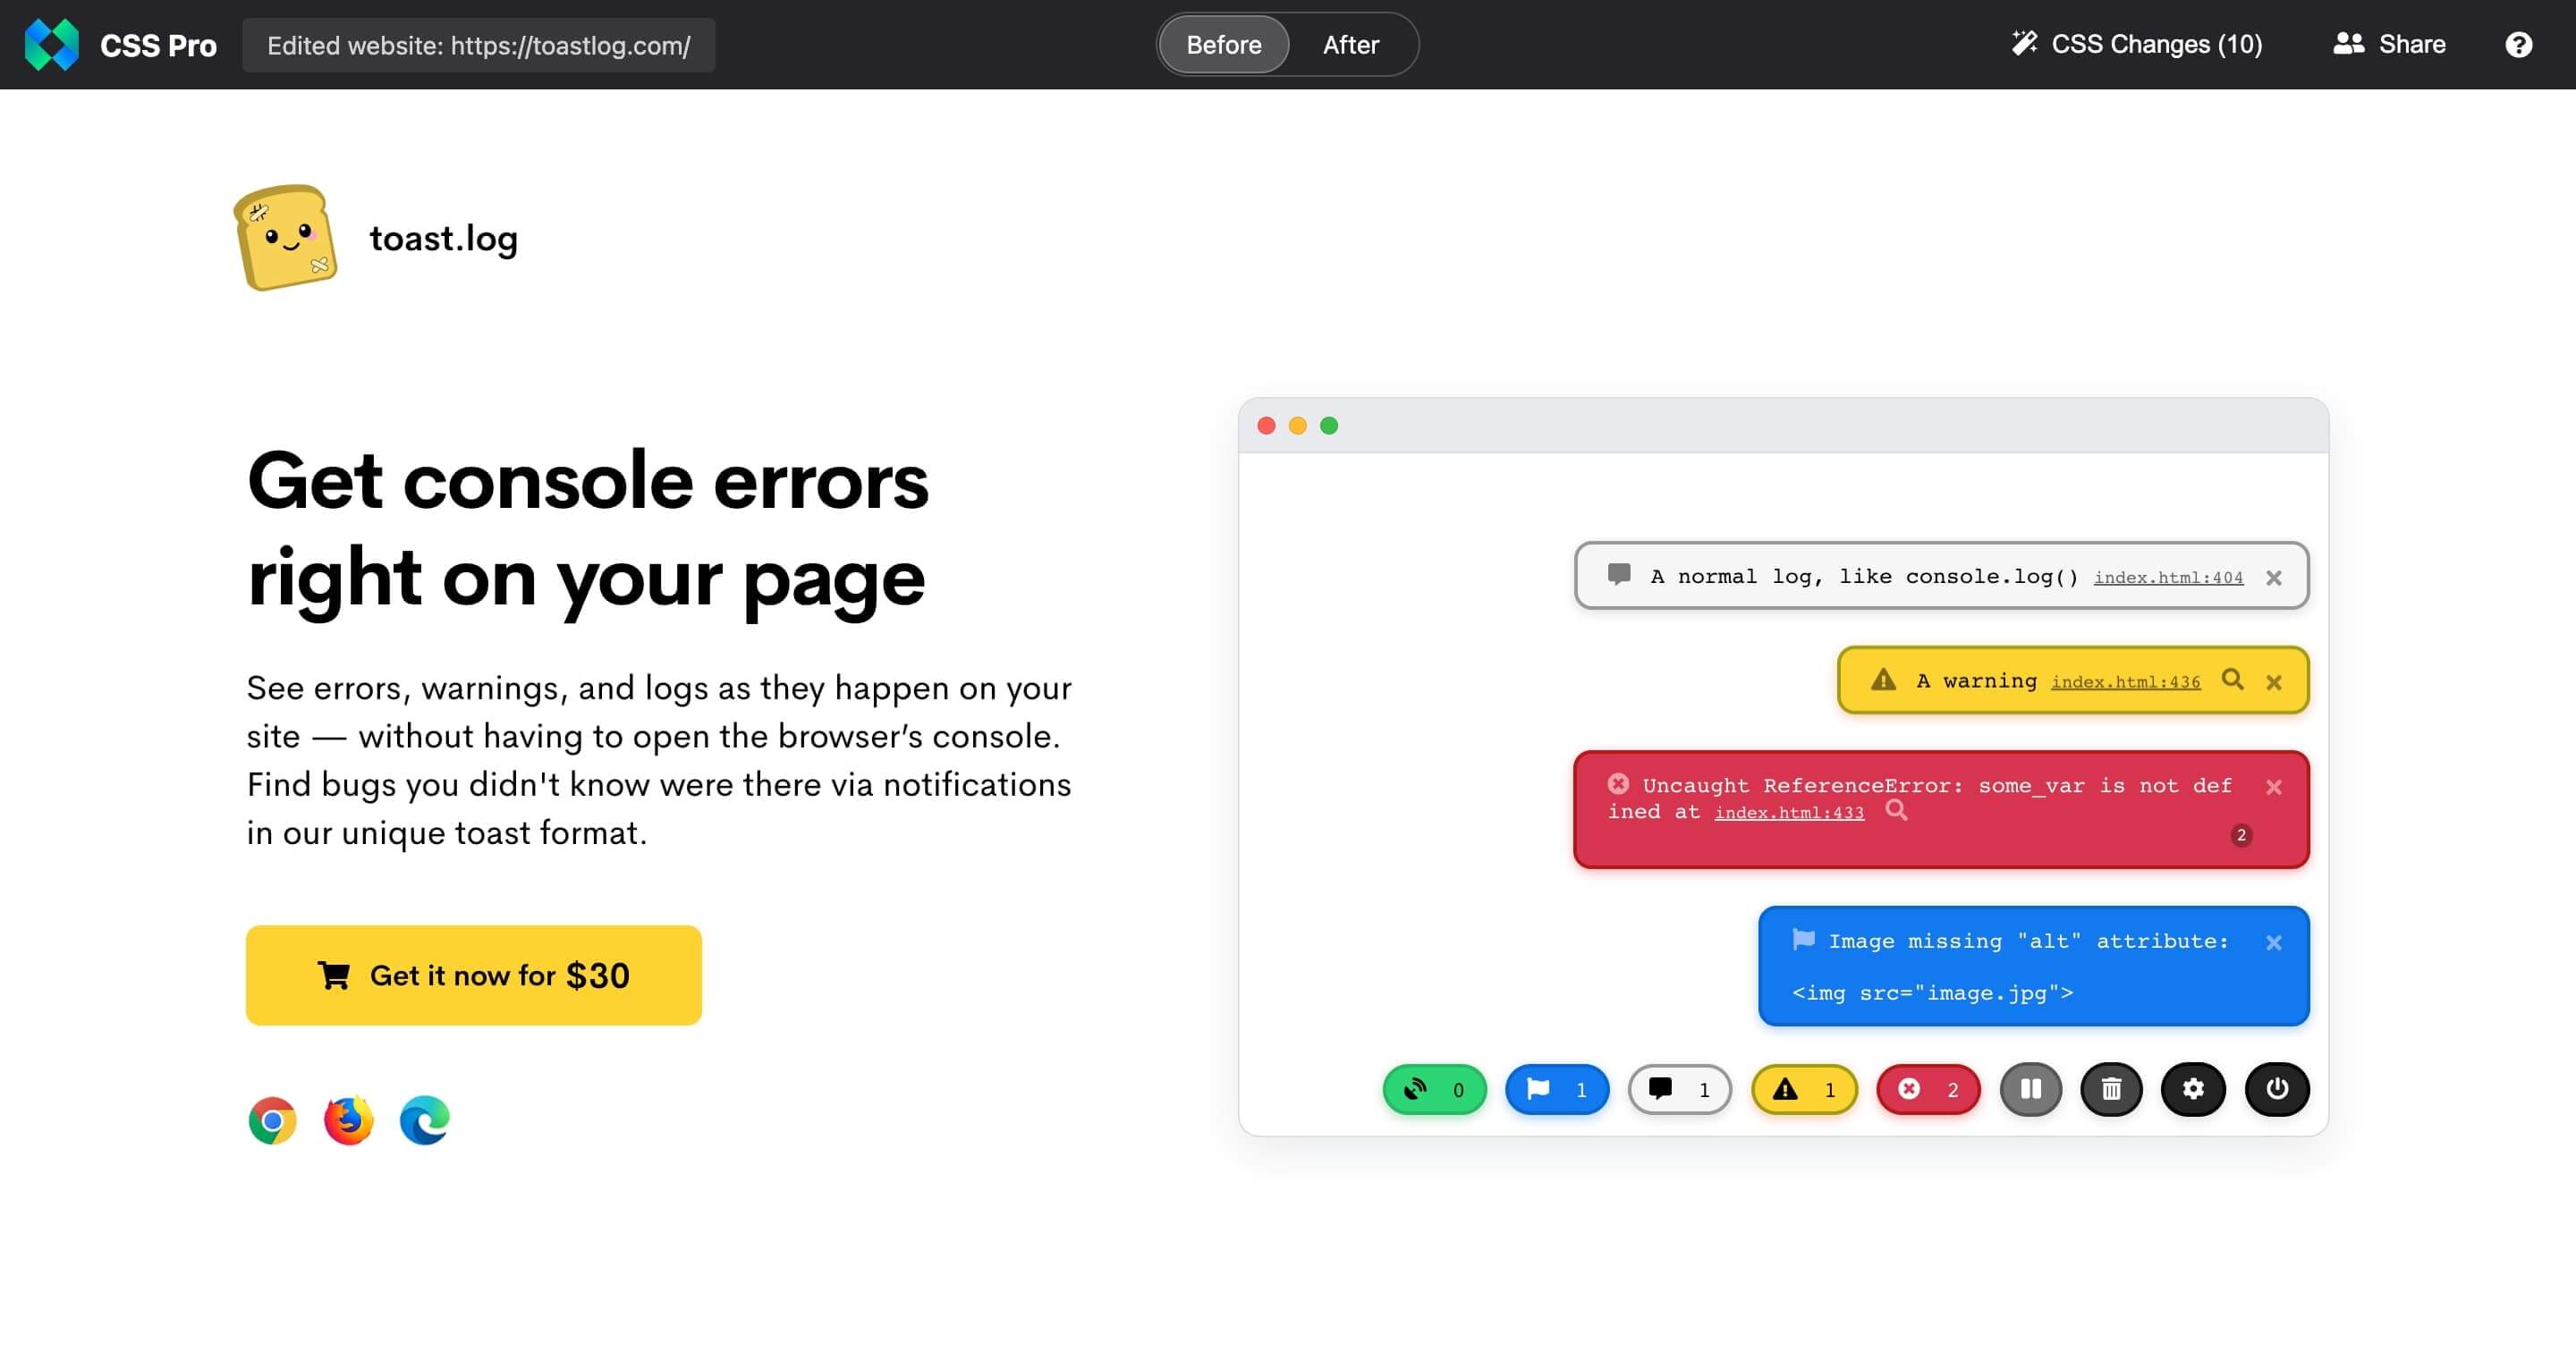 CSS Pro
Edited website: https://toastlog.com/
Before
After
CSS Changes (10)
Share
?
toast.log
Get console errors
right on your page
See errors, warnings, and logs as they happen on your
site — without having to open the browser’s console.
Find bugs you didn't know were there via notifications
in our unique toast format.
Get it now for $30
A normal log, like console.log() index.html:404
A warning index.html:436
Uncaught ReferenceError: some_var is not def
ined at index.html:433
2
Image missing "alt" attribute:
<img src="image.jpg">
0
1
1
1
2